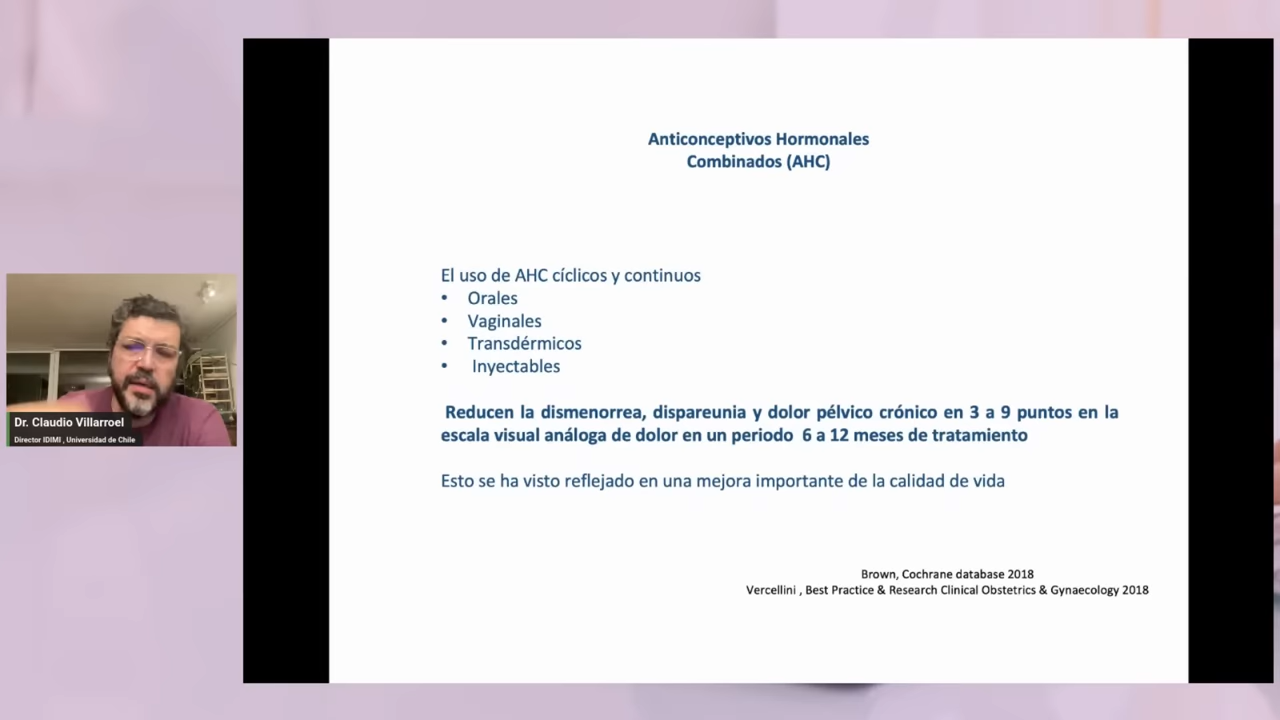 Anticonceptivos Hormonales
Combinados (AHC)
El uso de AHC cíclicos y continuos
• Orales
• Vaginales
• Transdérmicos
• Inyectables
Reducen la dismenorrea, dispareunia y dolor pélvico crónico en 3 a 9 puntos en la
escala visual análoga de dolor en un periodo 6 a 12 meses de tratamiento
Esto se ha visto reflejado en una mejora importante de la calidad de vida
Brown, Cochrane database 2018
Vercellini , Best Practice & Research Clinical Obstetrics & Gynaecology 2018
Dr. Claudio Villarroel
Director IDIMI , Universidad de Chile